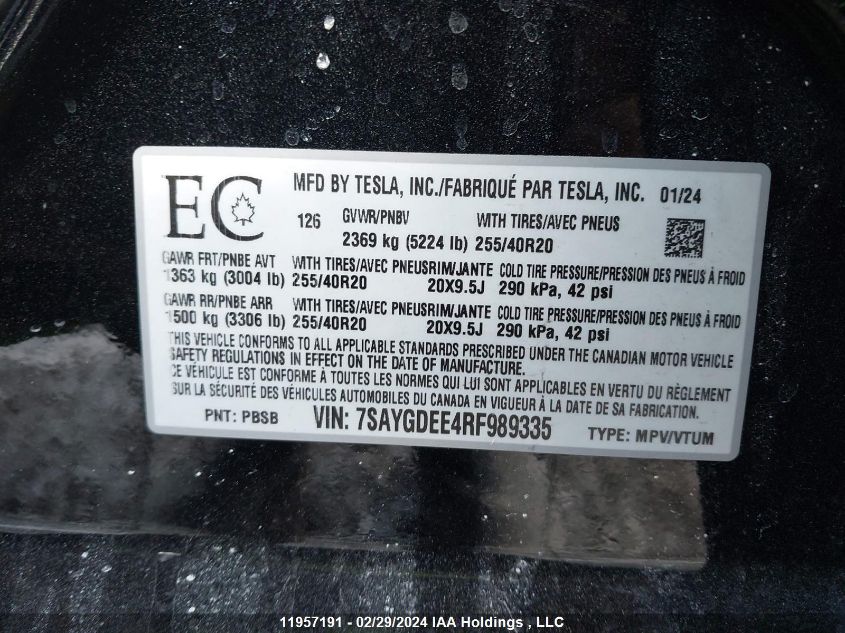 EC MFD BY TESLA, INC./FABRIQUÉ PAR TESLA, INC. 01/24
126 GVWR/PNBV WITH TIRES/AVEC PNEUS
2369 kg (5224 lb) 255/40R20
GAWR FRT/PNBE AVT WITH TIRES/AVEC PNEUS RIM/JANTE COLD TIRE PRESSURE/PRESSION DES PNEUS À FROID
1363 kg (3004 lb) 255/40R20 20X9.5J 290 kPa, 42 psi
GAWR RR/PNBE ARR WITH TIRES/AVEC PNEUS RIM/JANTE COLD TIRE PRESSURE/PRESSION DES PNEUS À FROID
1500 kg (3306 lb) 255/40R20 20X9.5J 290 kPa, 42 psi
THIS VEHICLE CONFORMS TO ALL APPLICABLE STANDARDS PRESCRIBED UNDER THE CANADIAN MOTOR VEHICLE
SAFETY REGULATIONS IN EFFECT ON THE DATE OF MANUFACTURE.
CE VÉHICULE EST CONFORME À TOUTES LES NORMES QUI LUI SONT APPLICABLES EN VERTU DU RÈGLEMENT
SUR LA SÉCURITÉ DES VÉHICULES AUTOMOBILES DU CANADA EN VIGUEUR À LA DATE DE SA FABRICATION.
PNT: PBSB VIN: 7SAYGDEE4RF989335 TYPE: MPV/VTUM
11957191 - 02/29/2024 IAA Holdings , LLC